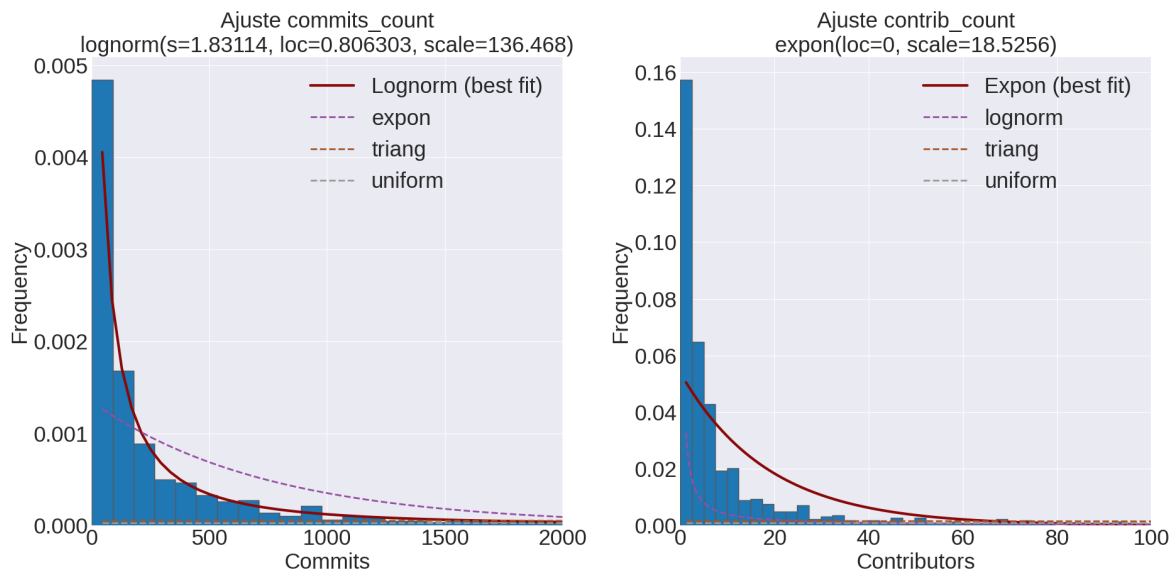 Ajuste commits_count
lognorm(s=1.83114, loc=0.806303, scale=136.468)
0.005
0.004
0.003
0.002
0.001
0.000
Frequency
Lognorm (best fit)
expon
triang
uniform
0
500
1000
1500
2000
Commits
Ajuste contrib_count
expon(loc=0, scale=18.5256)
0.16
0.14
0.12
0.10
0.08
0.06
0.04
0.02
0.00
Frequency
Expon (best fit)
lognorm
triang
uniform
0
20
40
60
80
100
Contributors